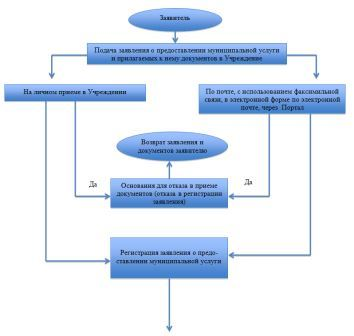 Заявитель
Подача заявления о предоставлении муниципальной услуги
и прилагаемых к нему документов в Учреждение
На личном приеме в Учреждении
По почте, с использованием факсимильной
связи, в электронной форме по электронной
почте, через Портал
Возврат заявления и
документов заявителю
Да
Да
Основания для отказа в приеме
документов (отказа в регистрации
заявления)
Регистрация заявления о предо-
ставлении муниципальной услуги